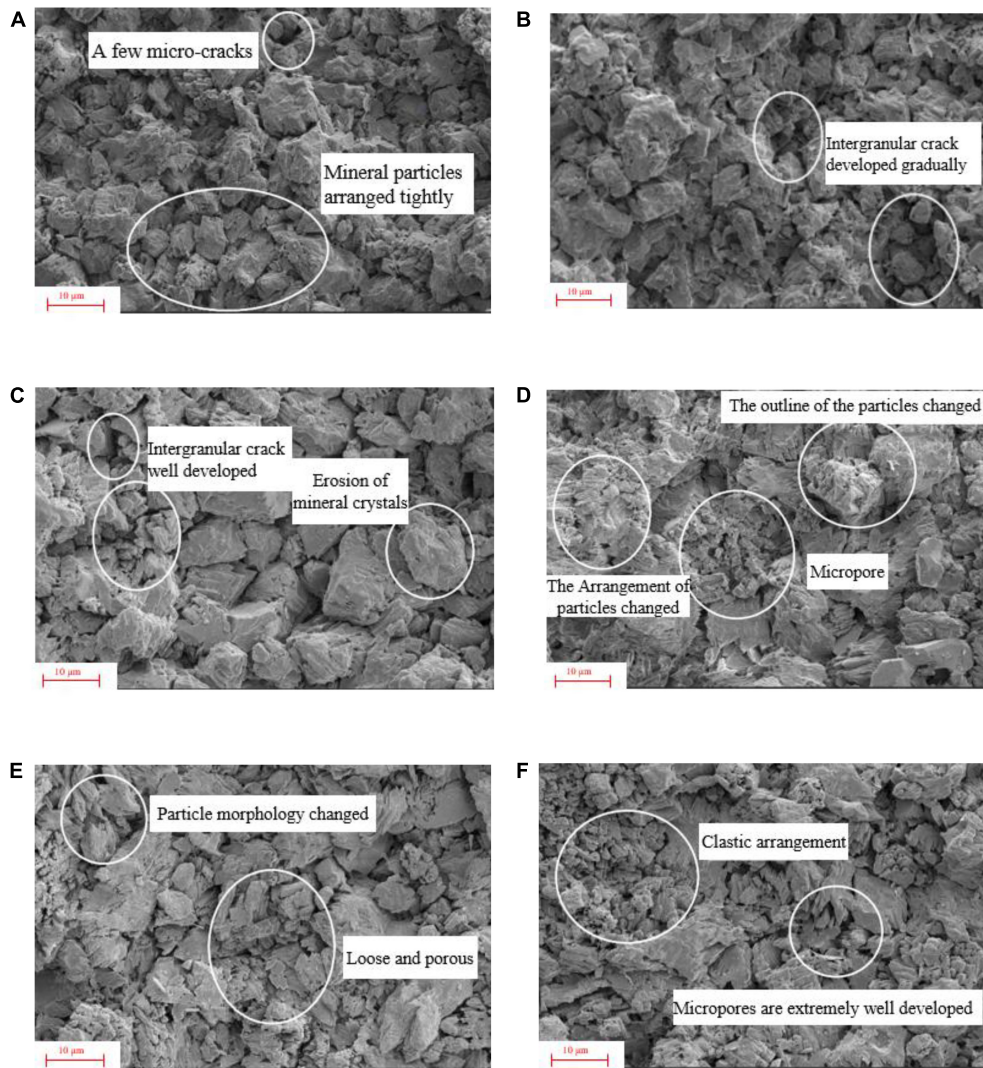 A
A few micro-cracks
Mineral particles
arranged tightly
10 μm
B
Intergranular crack
developed gradually
10 μm
C
Intergranular crack
well developed
Erosion of
mineral crystals
10 μm
D
The outline of the particles changed
The Arrangement of
particles changed
Micropore
10 μm
E
Particle morphology changed
Loose and porous
10 μm
F
Clastic arrangement
Micropores are extremely well developed
10 μm